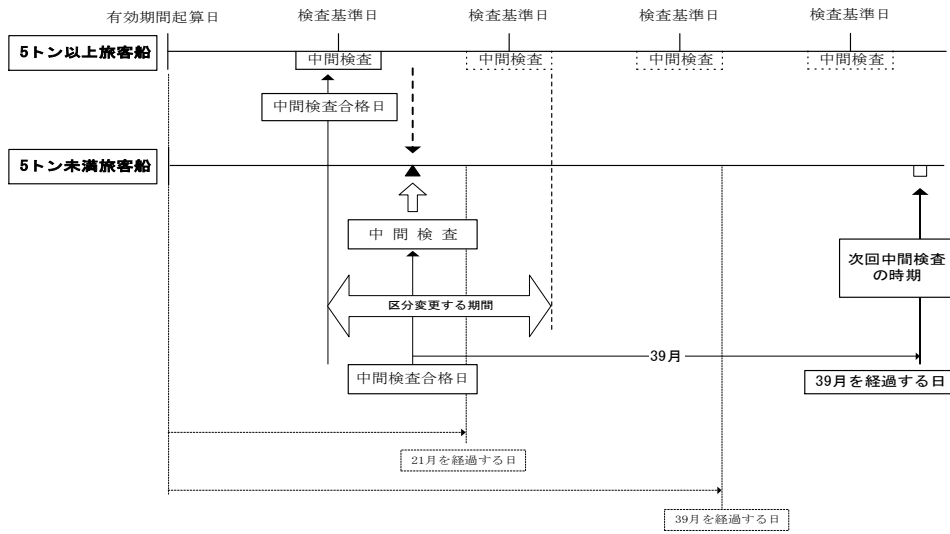 有効期間起算日
検査基準日
検査基準日
検査基準日
検査基準日
5トン以上旅客船
中間検査
中間検査
中間検査
中間検査
中間検査合格日
5トン未満旅客船
中 間 検 査
次回中間検査
の時期
区分変更する期間
39月
中間検査合格日
39月を経過する日
21月を経過する日
39月を経過する日